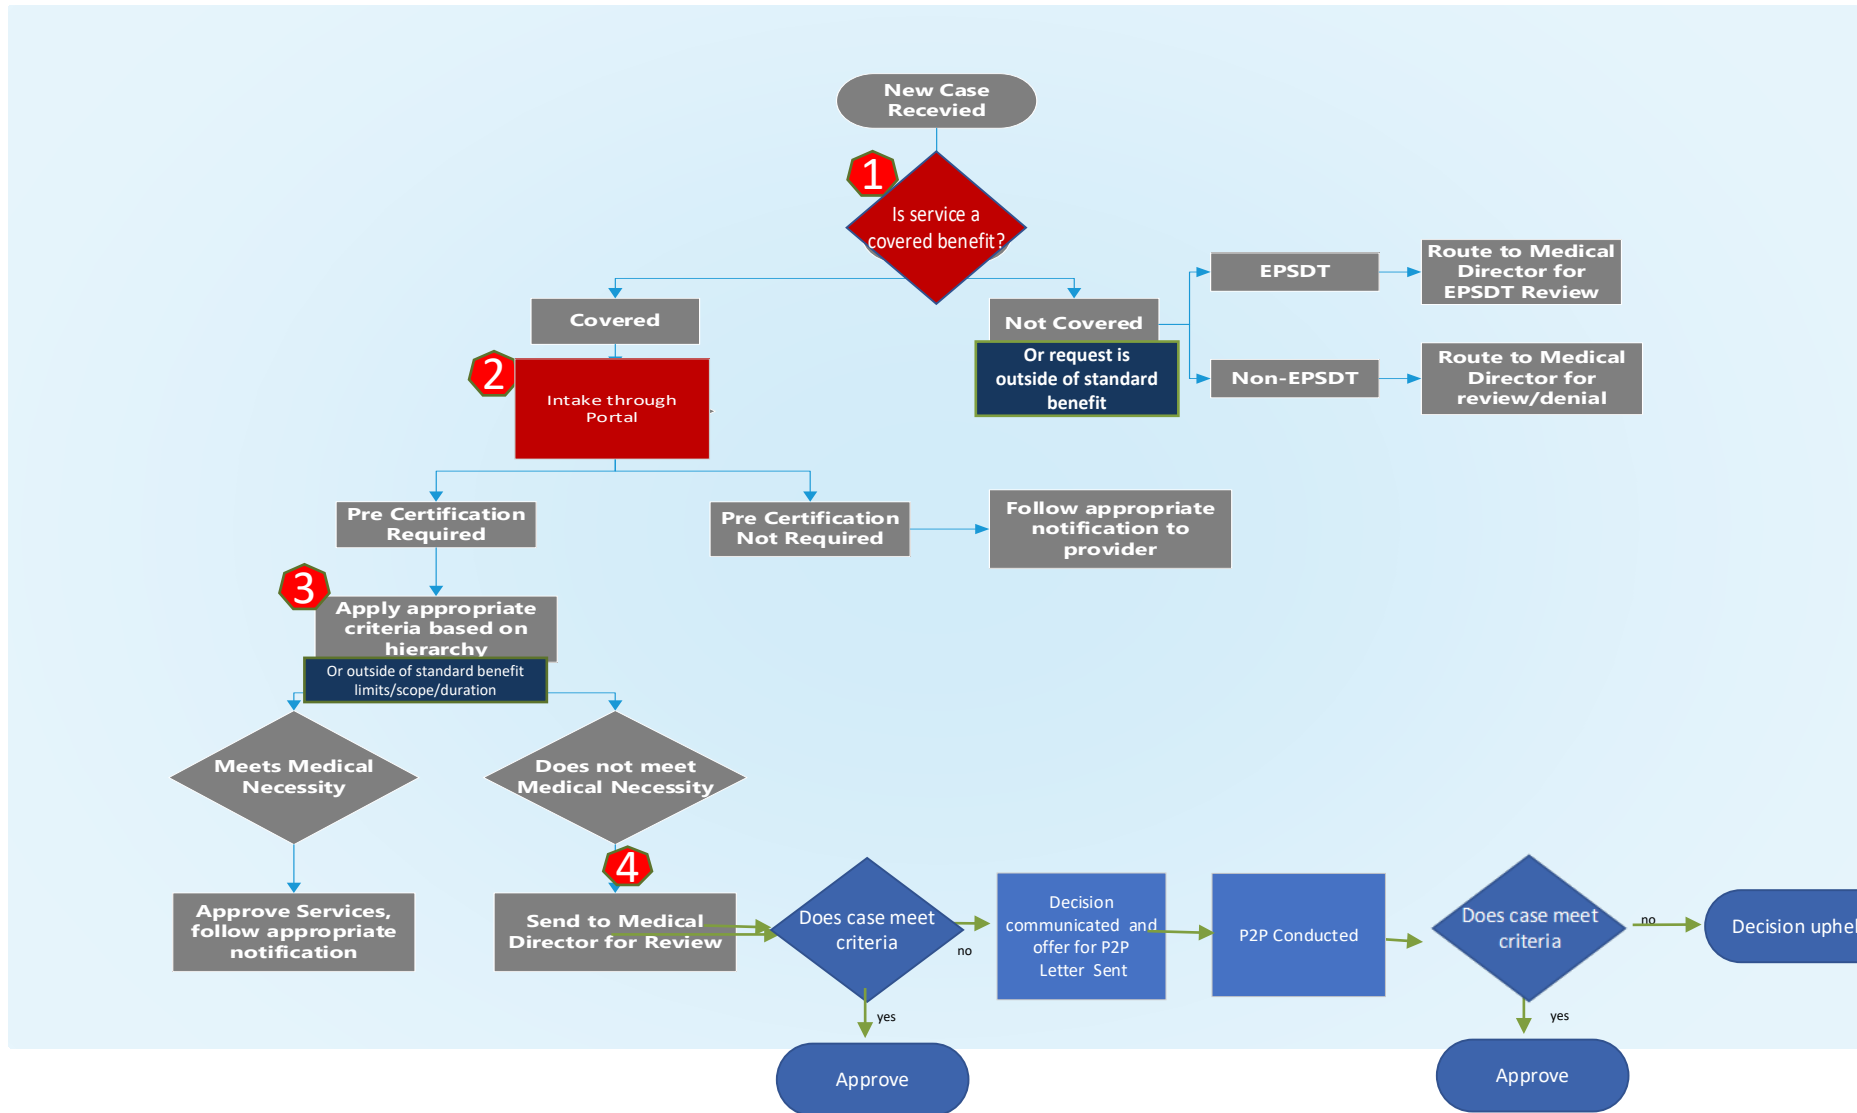 New Case
Recevied
1
Is service a
covered benefit?
EPSDT
Route to Medical
Director for
EPSDT Review
Covered
Not Covered
Or request is
outside of standard
benefit
Non-EPSDT
Route to Medical
Director for
review/denial
2
Intake through
Portal
Pre Certification
Required
Pre Certification
Not Required
Follow appropriate
notification to
provider
3
Apply appropriate
criteria based on
hierarchy
Or outside of standard benefit
limits/scope/duration
Meets Medical
Necessity
Does not meet
Medical Necessity
4
Approve Services,
follow appropriate
notification
Send to Medical
Director for Review
Does case meet
criteria
no
yes
Approve
Decision
communicated and
offer for P2P
Letter Sent
P2P Conducted
Does case meet
criteria
no
yes
Approve
Decision uphel